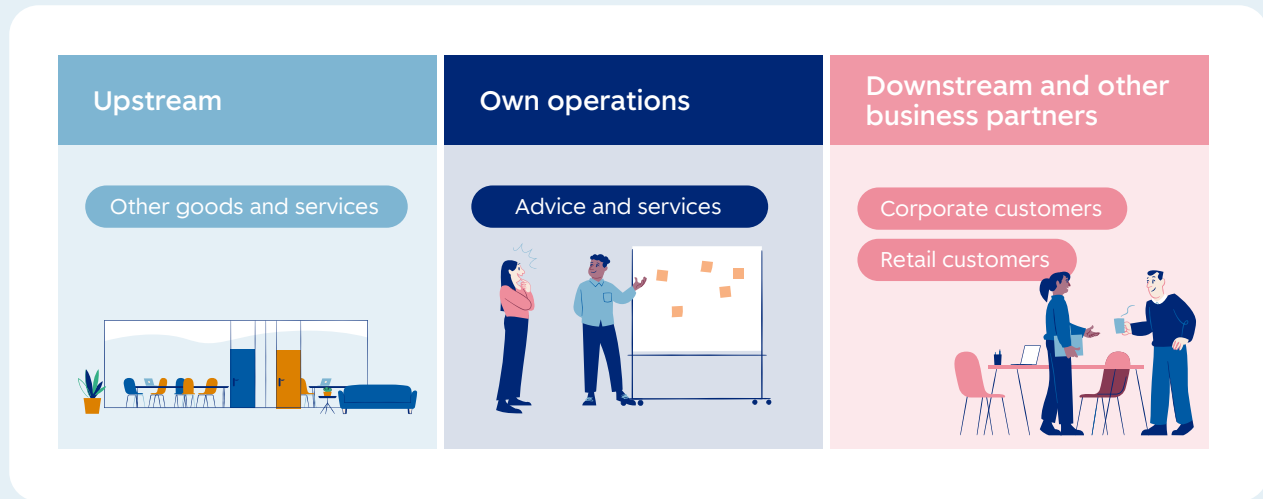 Upstream
Other goods and services
Own operations
Advice and services
Downstream and other
business partners
Corporate customers
Retail customers